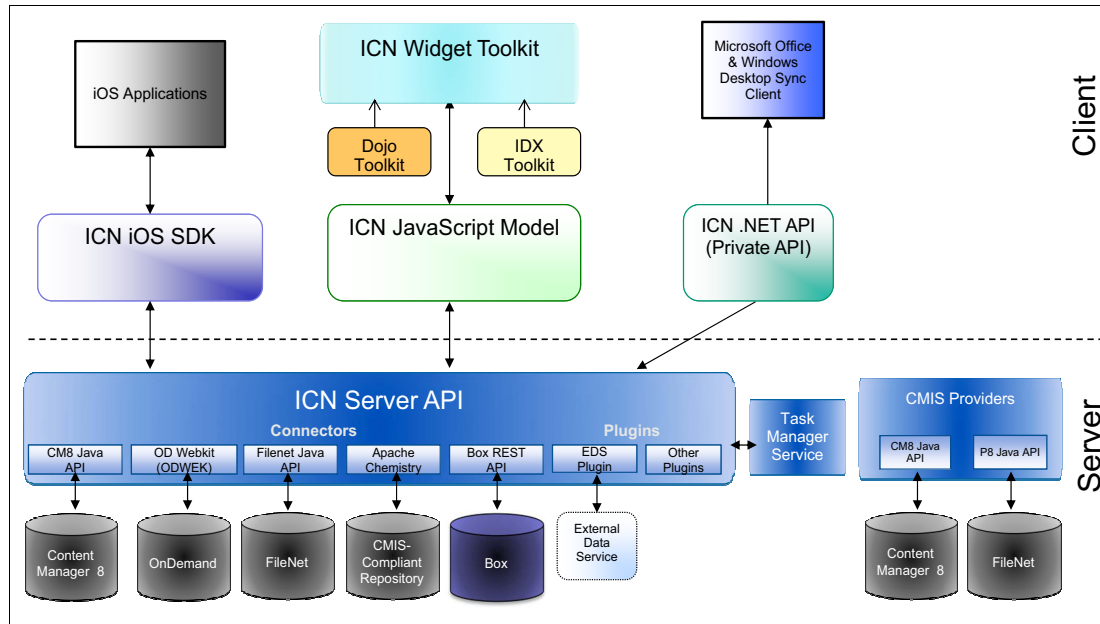 iOS Applications
ICN Widget Toolkit
Microsoft Office
& Windows
Desktop Sync
Client
Client
Dojo
Toolkit
IDX
Toolkit
ICN iOS SDK
ICN JavaScript Model
ICN .NET API
(Private API)
ICN Server API
Connectors
Plugins
CM8 Java
API
OD Webkit
(ODWEK)
Filenet Java
API
Apache
Chemistry
Box REST
API
EDS
Plugin
Other
Plugins
Task
Manager
Service
CMIS Providers
CM8 Java
API
P8 Java API
Server
Content
Manager 8
OnDemand
FileNet
CMIS-
Compliant
Repository
Box
External
Data
Service
Content
Manager 8
FileNet